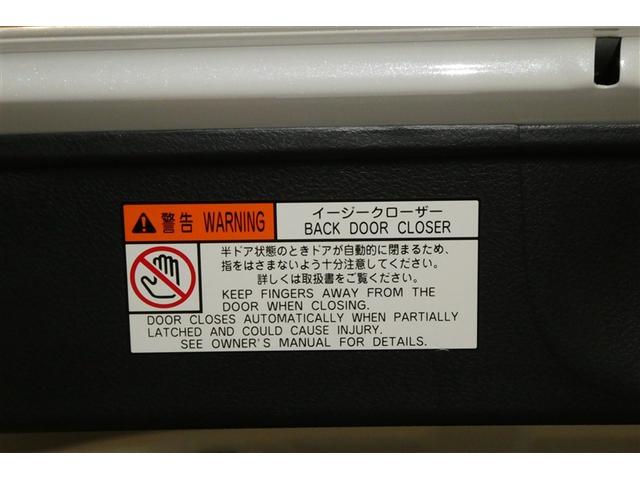 警告 WARNING
イージークローザー
BACK DOOR CLOSER
半ドア状態のときドアが自動的に閉まるため、
指をはさまないよう十分注意してください。
詳しくは取扱書をご覧ください。
KEEP FINGERS AWAY FROM THE
DOOR WHEN CLOSING.
DOOR CLOSES AUTOMATICALLY WHEN PARTIALLY
LATCHED AND COULD CAUSE INJURY.
SEE OWNER'S MANUAL FOR DETAILS.